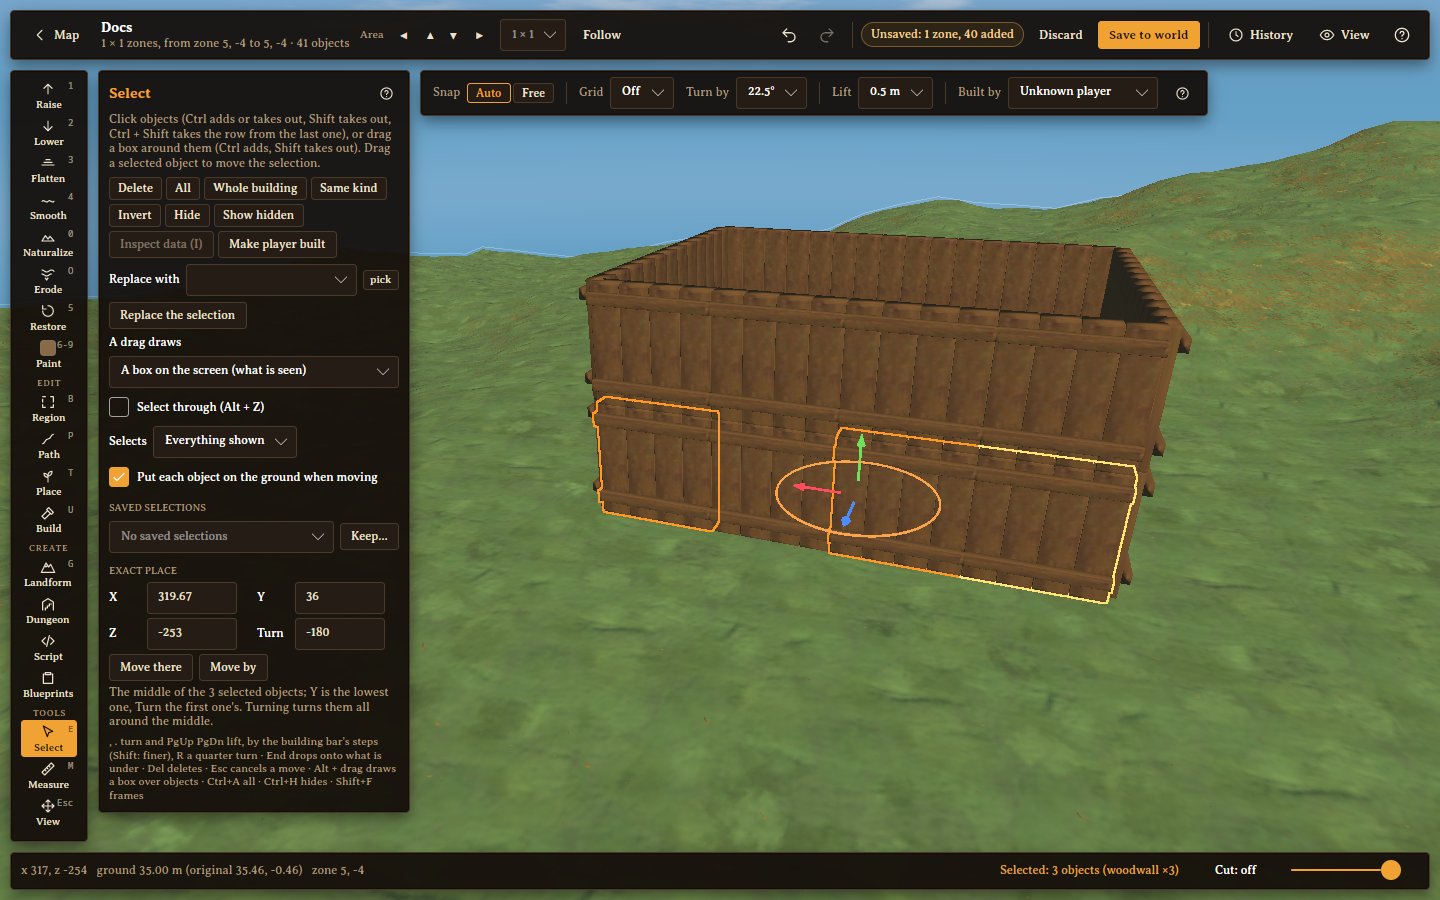 Map
Docs
1 × 1 zones, from zone 5, -4 to 5, -4 · 41 objects
Area
1 × 1
Follow
Unsaved: 1 zone, 40 added
Discard
Save to world
History
View
1
Raise
2
Lower
3
Flatten
4
Smooth
0
Naturalize
O
Erode
5
Restore
6-9
Paint
EDIT
B
Region
P
Path
T
Place
U
Build
CREATE
G
Landform
Dungeon
Script
Blueprints
TOOLS
E
Select
M
Measure
Esc
View
Select
Click objects (Ctrl adds or takes out, Shift takes out,
Ctrl + Shift takes the row from the last one), or drag
a box around them (Ctrl adds, Shift takes out). Drag
a selected object to move the selection.
Delete All Whole building Same kind
Invert Hide Show hidden
Inspect data (I) Make player built
Replace with pick
Replace the selection
A drag draws
A box on the screen (what is seen)
Select through (Alt + Z)
Selects Everything shown
Put each object on the ground when moving
SAVED SELECTIONS
No saved selections Keep...
EXACT PLACE
X 319.67 Y 36
Z -253 Turn -180
Move there Move by
The middle of the 3 selected objects; Y is the lowest
one, Turn the first one's. Turning turns them all
around the middle.
, . turn and PgUp PgDn lift, by the building bar's steps
(Shift: finer), R a quarter turn · End drops onto what is
under · Del deletes · Esc cancels a move · Alt + drag draws
a box over objects · Ctrl+A all · Ctrl+H hides · Shift+F
frames
Snap Auto Free Grid Off Turn by 22.5° Lift 0.5 m Built by Unknown player
x 317, z -254 ground 35.00 m (original 35.46, -0.46) zone 5, -4
Selected: 3 objects (woodwall ×3)
Cut: off